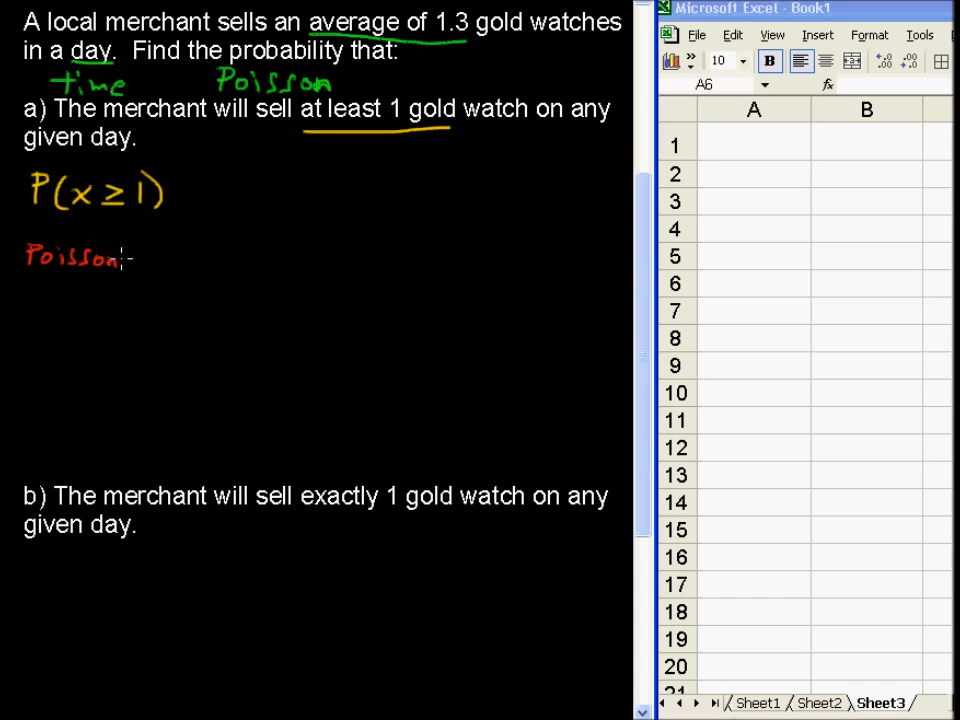 A local merchant sells an average of 1.3 gold watches
in a day. Find the probability that:
time Poisson
a) The merchant will sell at least 1 gold watch on any
given day.
P(x ≥ 1)
Poisson
b) The merchant will sell exactly 1 gold watch on any
given day.
Microsoft Excel - Book1
File Edit View Insert Format Tools
10 B
A6 fx
A B
1
2
3
4
5
6
7
8
9
10
11
12
13
14
15
16
17
18
19
20
21
Sheet1 Sheet2 Sheet3